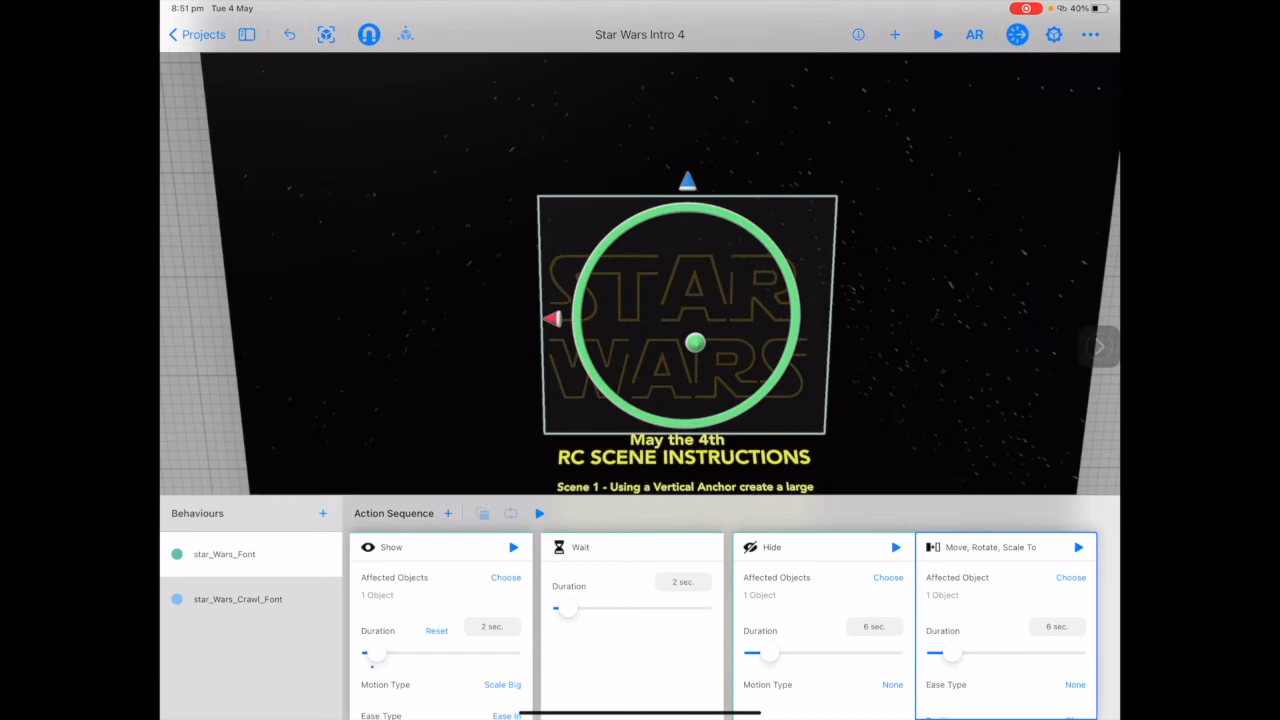 8:51 pm Tue 4 May 40%
Projects Star Wars Intro 4 AR
STAR
WARS
May the 4th
RC SCENE INSTRUCTIONS
Scene 1 - Using a Vertical Anchor create a large
Behaviours Action Sequence
star_Wars_Font Show Wait Hide Move, Rotate, Scale To
Affected Objects Choose Duration 2 sec. Affected Objects Choose Affected Object Choose
star_Wars_Crawl_Font 1 Object 1 Object 1 Object
Duration Reset 2 sec. Duration 6 sec. Duration 6 sec.
Motion Type Scale Big Motion Type None Ease Type None
Ease Type Ease In